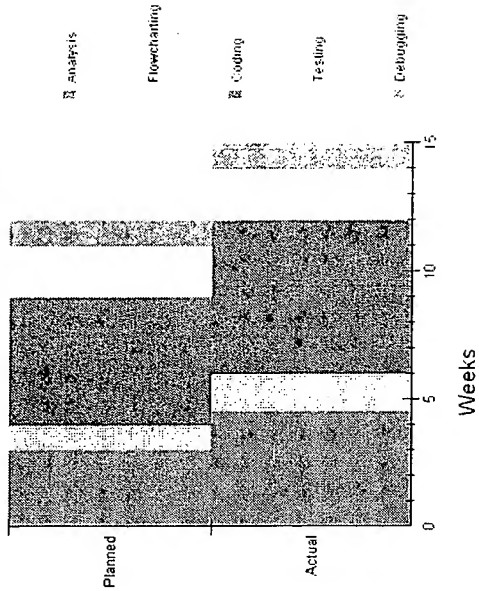 Planned
Actual
0
5
10
15
Weeks
Analysis
Flowcharting
Coding
Testing
Debugging